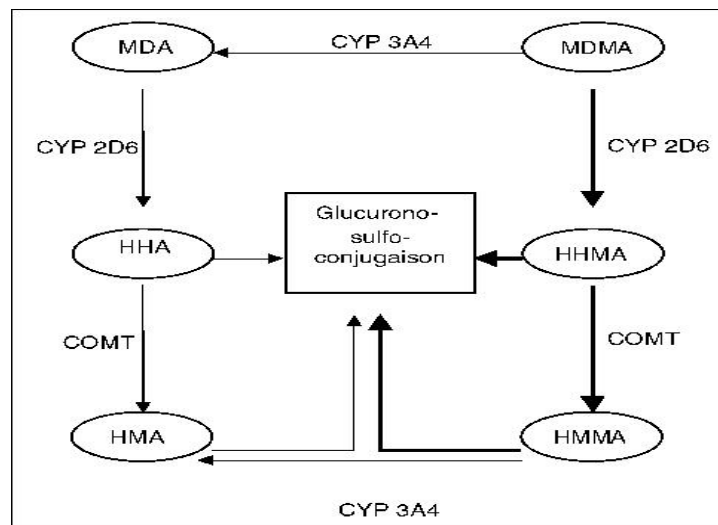 MDA
CYP 3A4
MDMA
CYP 2D6
CYP 2D6
Glucurono-
sulfo-
conjugaison
HHA
HHMA
COMT
COMT
HMA
HMMA
CYP 3A4